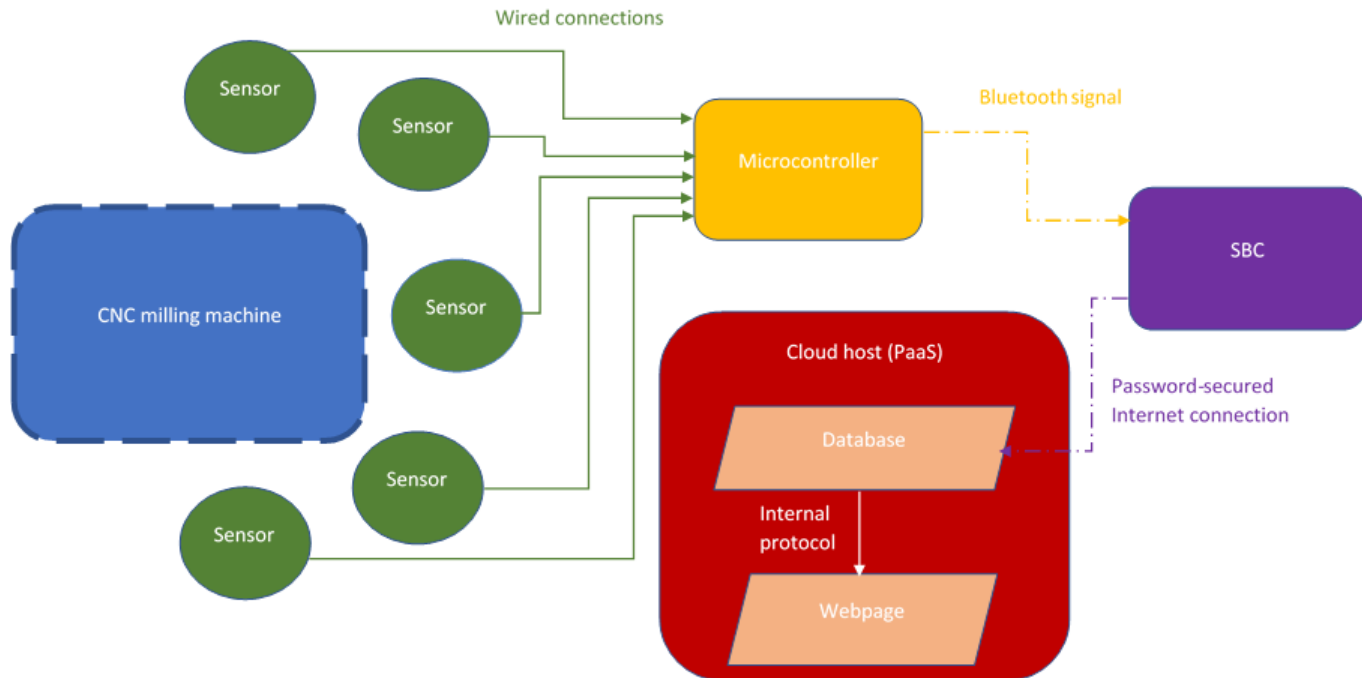 Wired connections
Sensor
Sensor
Bluetooth signal
Microcontroller
SBC
CNC milling machine
Sensor
Cloud host (PaaS)
Password-secured
Internet connection
Database
Sensor
Internal
protocol
Sensor
Webpage